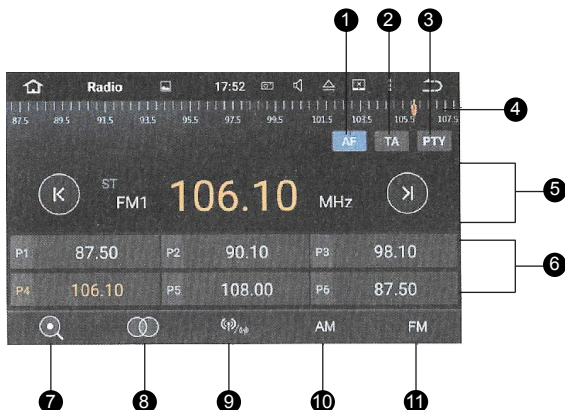 1 2 3
Radio 17:52
87.5 89.5 91.5 93.5 95.5 97.5 99.5 101.5 103.5 105.5 107.5
4
AF TA PTY
ST
FM1 106.10 MHz
5
P1 87.50 P2 90.10 P3 98.10
6
P4 106.10 P5 108.00 P6 87.50
AM FM
7 8 9 10 11